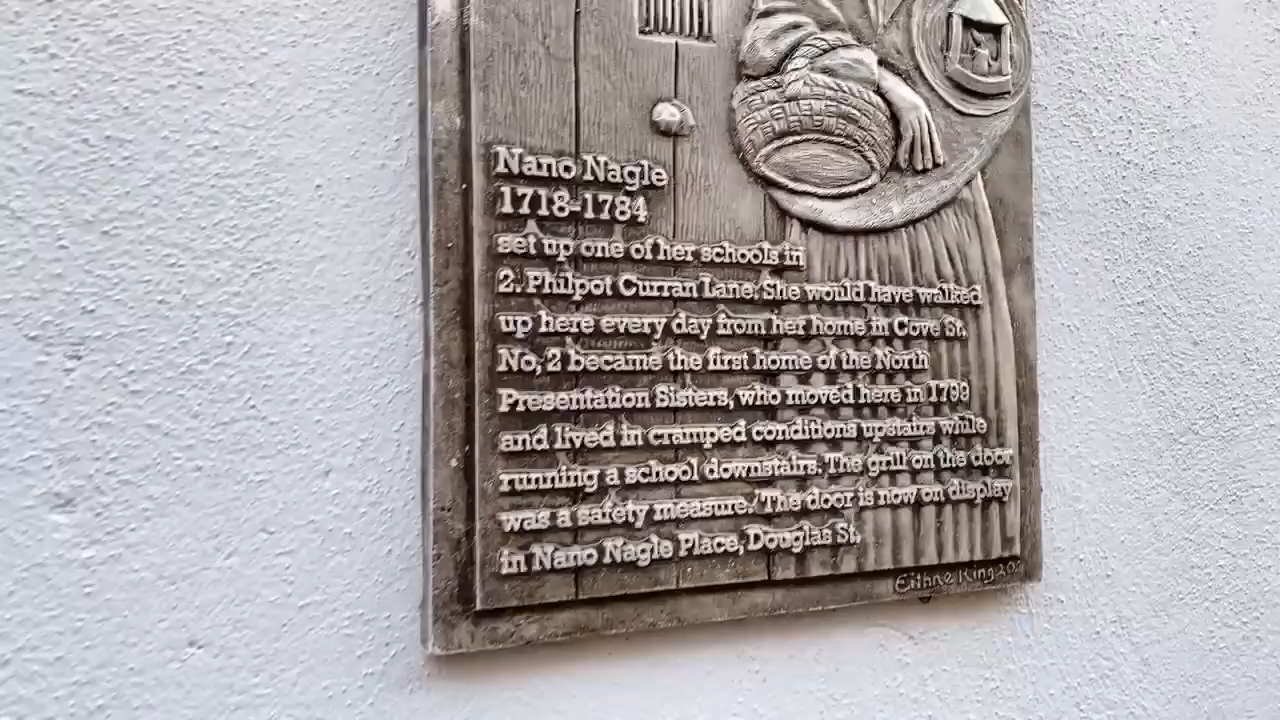 Nano Nagle
1718-1784
set up one of her schools in
2. Philpot Curran Lane. She would have walked
up here every day from her home in Cove St.
No, 2 became the first home of the North
Presentation Sisters, who moved here in 1799
and lived in cramped conditions upstairs while
running a school downstairs. The grill on the door
was a safety measure. The door is now on display
in Nano Nagle Place, Douglas St.
Eithne Ring